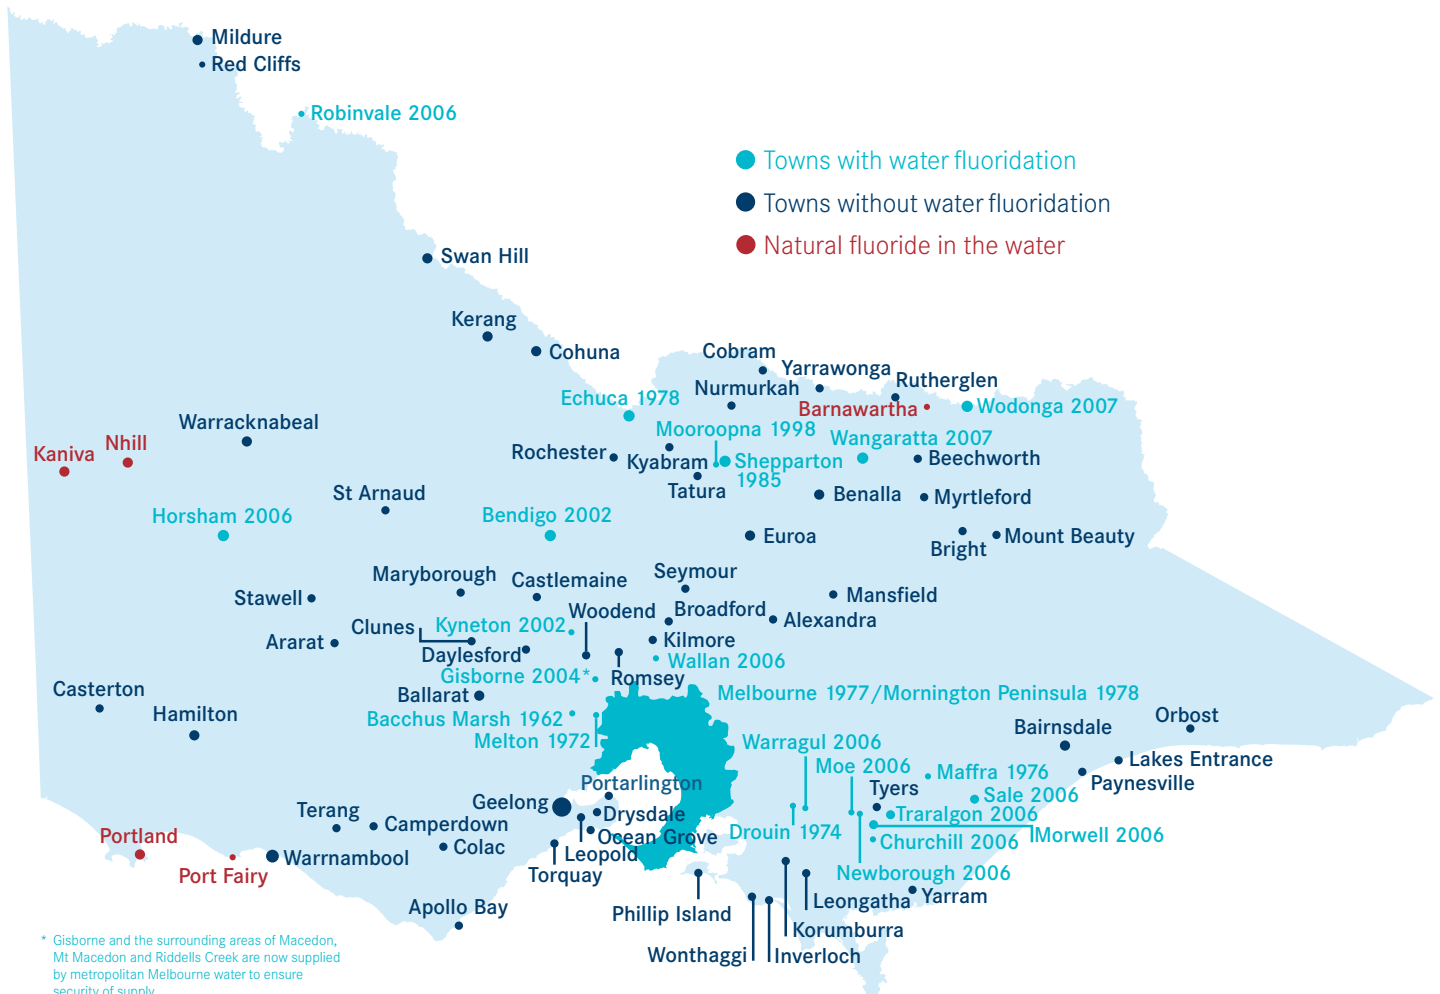 Mildure
Red Cliffs
Robinvale 2006
Towns with water fluoridation
Towns without water fluoridation
Natural fluoride in the water
Swan Hill
Kerang
Cohuna
Cobram
Yarrawonga
Rutherglen
Nurmurkah
Echuca 1978
Barnawartha
Wodonga 2007
Warracknabeal
Mooroopna 1998
Wangaratta 2007
Kaniva
Nhill
Rochester
Kyabram
Shepparton
1985
Beechworth
Tatura
St Arnaud
Benalla
Myrtleford
Horsham 2006
Bendigo 2002
Euroa
Bright
Mount Beauty
Maryborough
Castlemaine
Seymour
Stawell
Woodend
Broadford
Mansfield
Clunes
Kyneton 2002
Alexandra
Ararat
Daylesford
Kilmore
Wallan 2006
Gisborne 2004*
Romsey
Casterton
Ballarat
Melbourne 1977/Mornington Peninsula 1978
Hamilton
Bacchus Marsh 1962
Orbost
Melton 1972
Warragul 2006
Bairnsdale
Moe 2006
Maffra 1976
Lakes Entrance
Portarlington
Tyers
Paynesville
Terang
Geelong
Sale 2006
Camperdown
Drysdale
Traralgon 2006
Portland
Ocean Grove
Drouin 1974
Morwell 2006
Colac
Churchill 2006
Warrnambool
Leopold
Port Fairy
Torquay
Newborough 2006
Leongatha
Yarram
Apollo Bay
Phillip Island
Korumburra
Wonthaggi
Inverloch
* Gisborne and the surrounding areas of Macedon,
Mt Macedon and Riddells Creek are now supplied
by metropolitan Melbourne water to ensure
security of supply